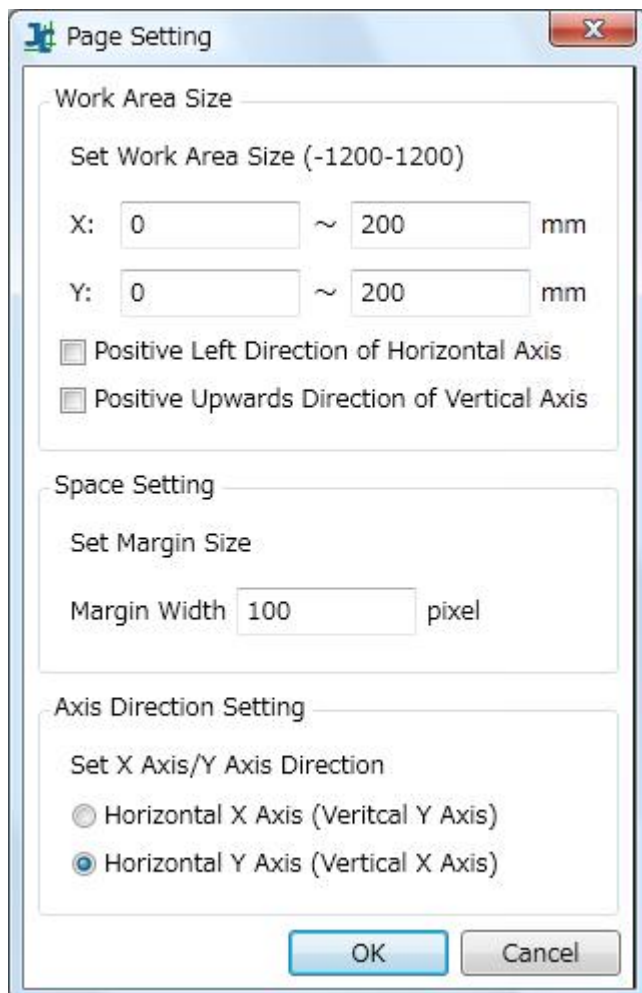 Page Setting
Work Area Size
Set Work Area Size (-1200-1200)
X: 0 ~ 200 mm
Y: 0 ~ 200 mm
Positive Left Direction of Horizontal Axis
Positive Upwards Direction of Vertical Axis
Space Setting
Set Margin Size
Margin Width 100 pixel
Axis Direction Setting
Set X Axis/Y Axis Direction
Horizontal X Axis (Veritcal Y Axis)
Horizontal Y Axis (Vertical X Axis)
OK Cancel